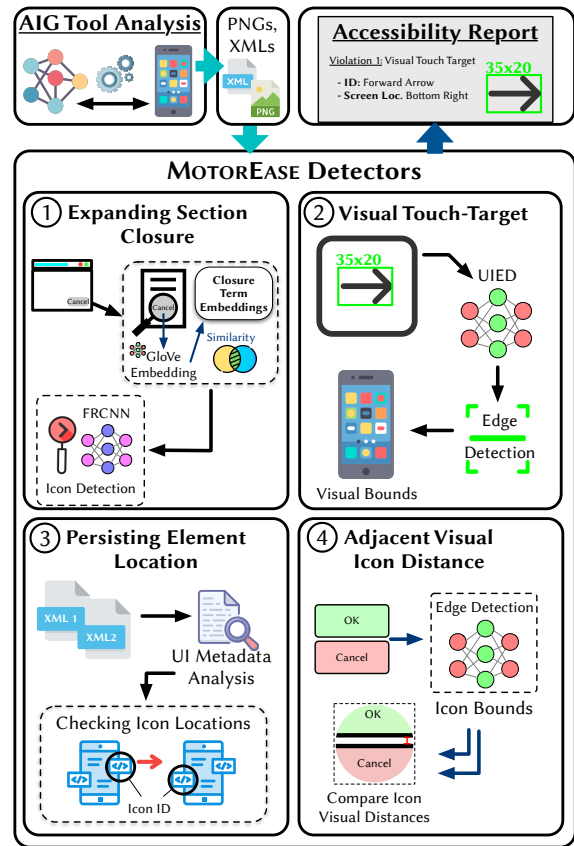 AIG Tool Analysis
PNGs,
XMLs
XML
PNG
Accessibility Report
Violation 1: Visual Touch Target
- ID: Forward Arrow
- Screen Loc. Bottom Right
35x20
MOTOREASE Detectors
1 Expanding Section
Closure
Cancel
Cancel
Closure
Term
Embeddings
GloVe
Embedding
Similarity
FRCNN
Icon Detection
2 Visual Touch-Target
35x20
UIED
Edge
Detection
Visual Bounds
3 Persisting Element
Location
XML 1
XML2
UI Metadata
Analysis
Checking Icon Locations
Icon ID
4 Adjacent Visual
Icon Distance
OK
Cancel
Edge Detection
Icon Bounds
OK
Cancel
Compare Icon
Visual Distances